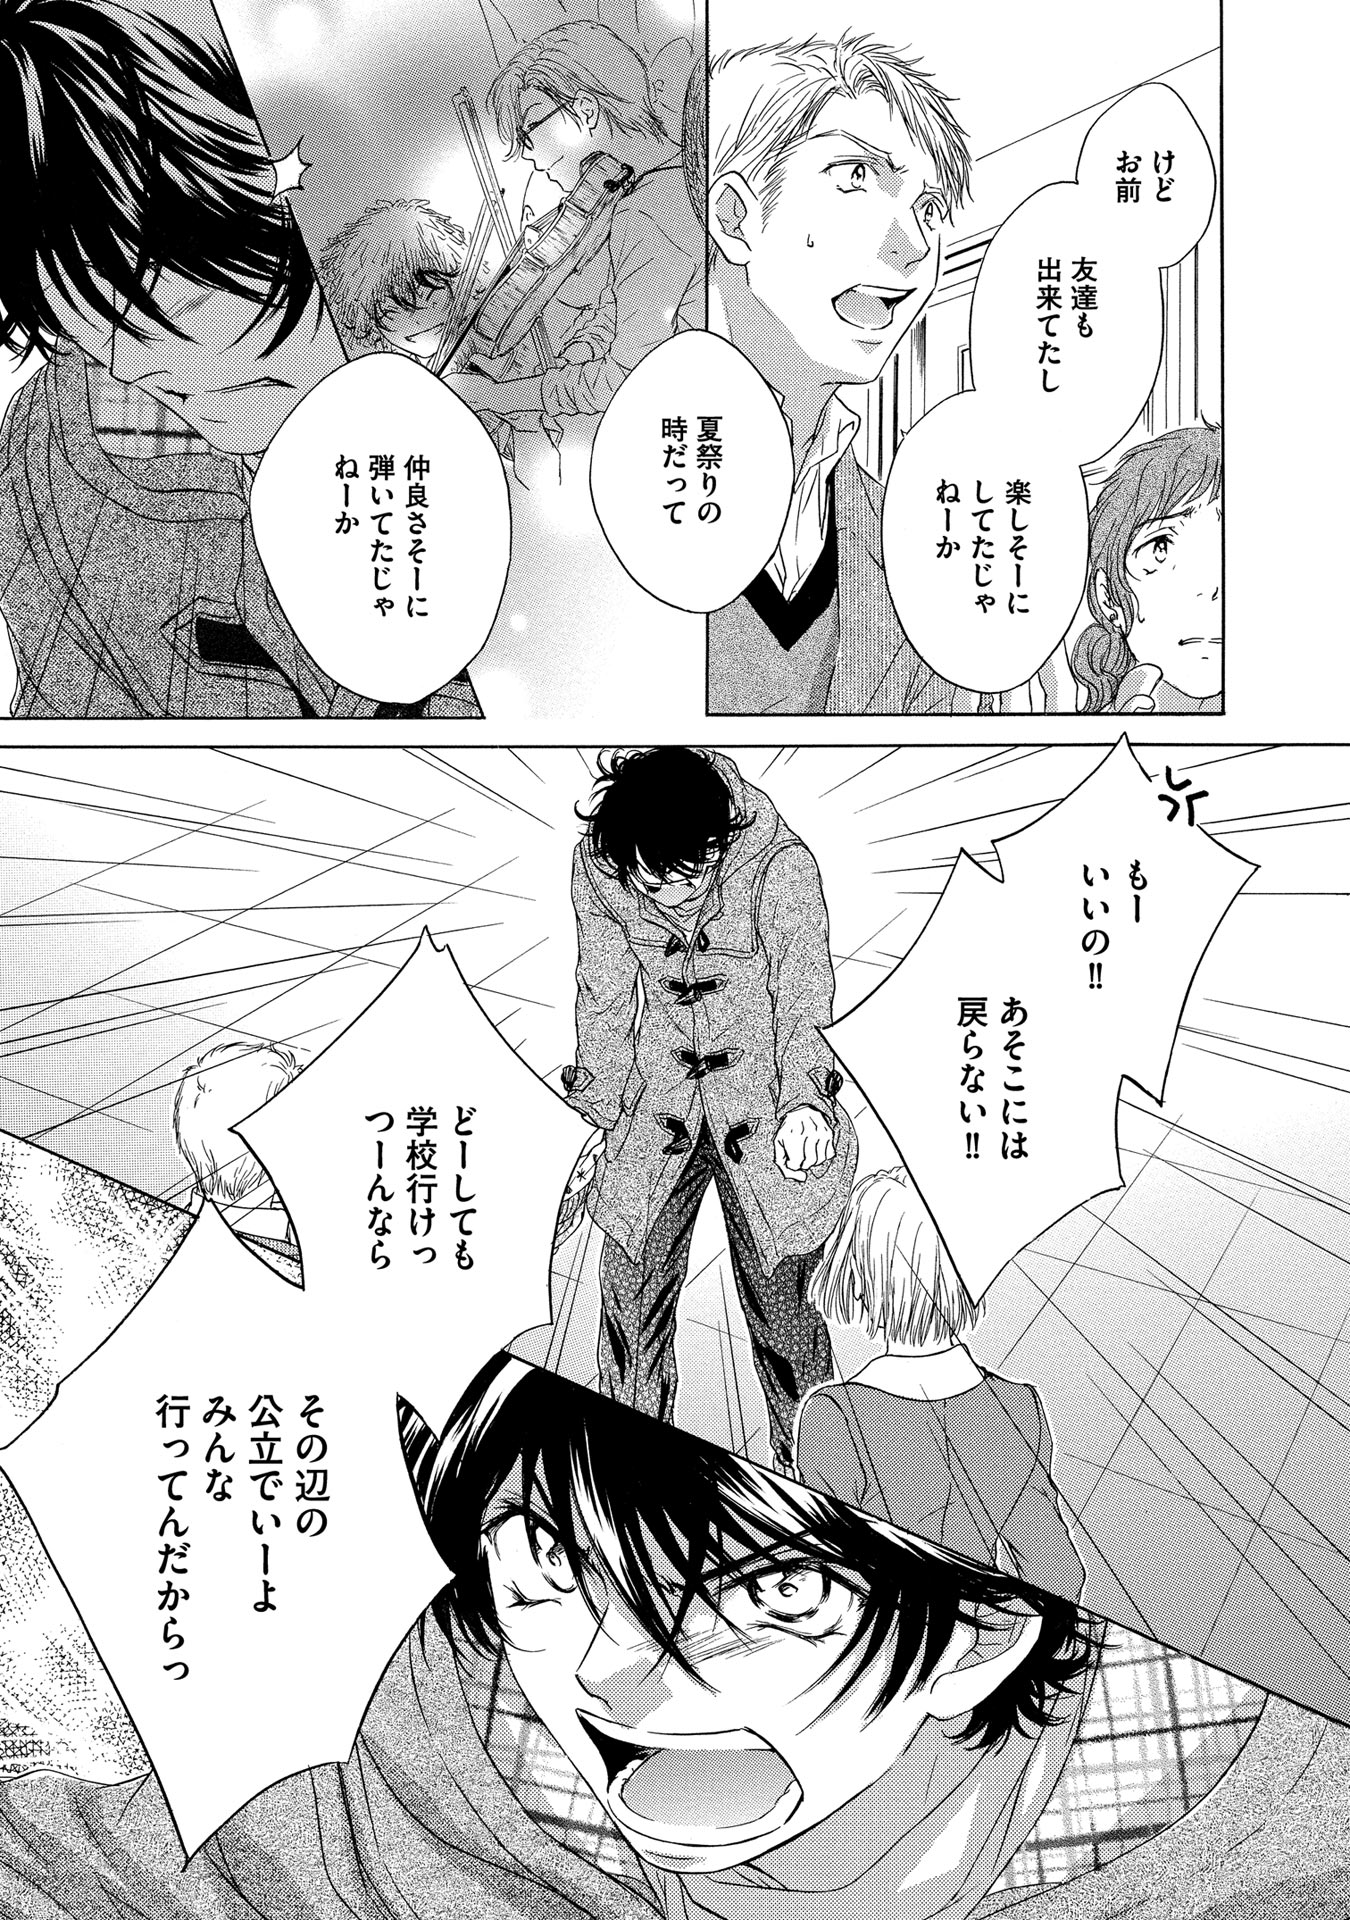 けど
お前
友達も
出来てたし
楽しそーに
してたじゃ
ねーか
夏祭りの
時だって
仲良さそーに
弾いてたじゃ
ねーか
もー
いいの!!
あそこには
戻らない!!
どーしても
学校行けっ
つーんなら
その辺の
公立でいーよ
みんな
行ってんだからっ